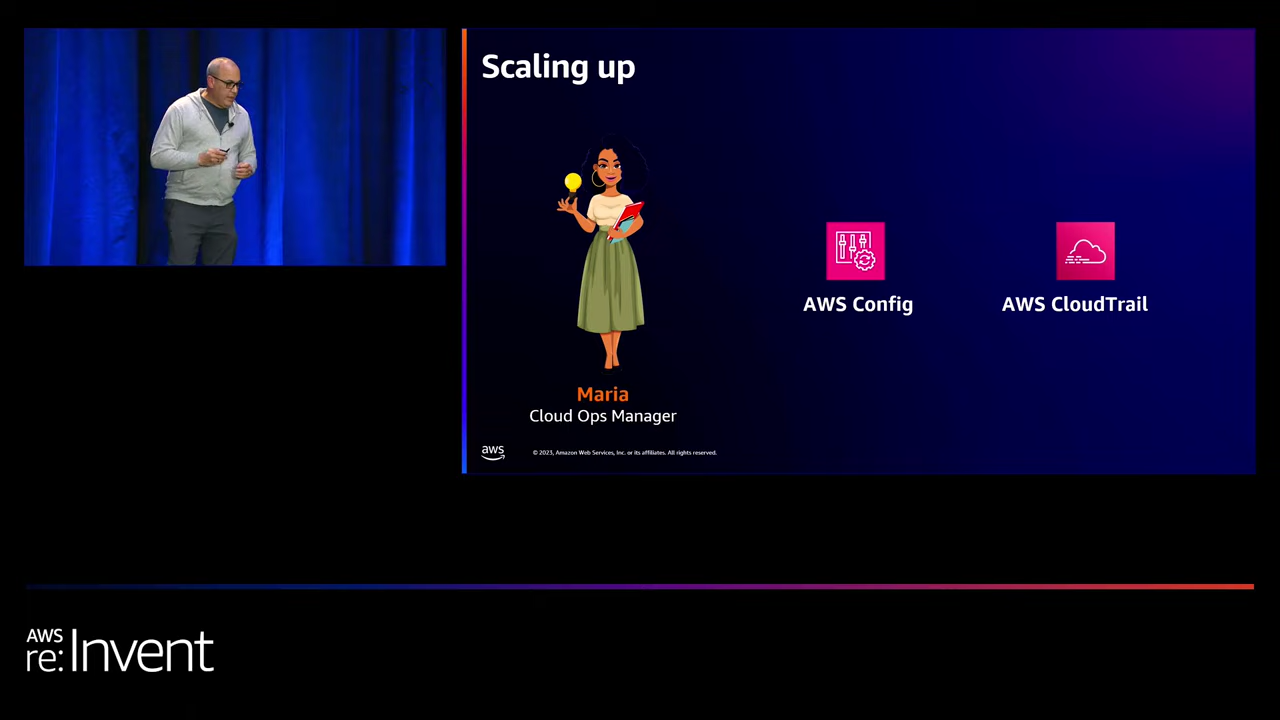 Scaling up
AWS Config
AWS CloudTrail
Maria
Cloud Ops Manager
aws
© 2023, Amazon Web Services, Inc. or its affiliates. All rights reserved.
AWS
re:Invent